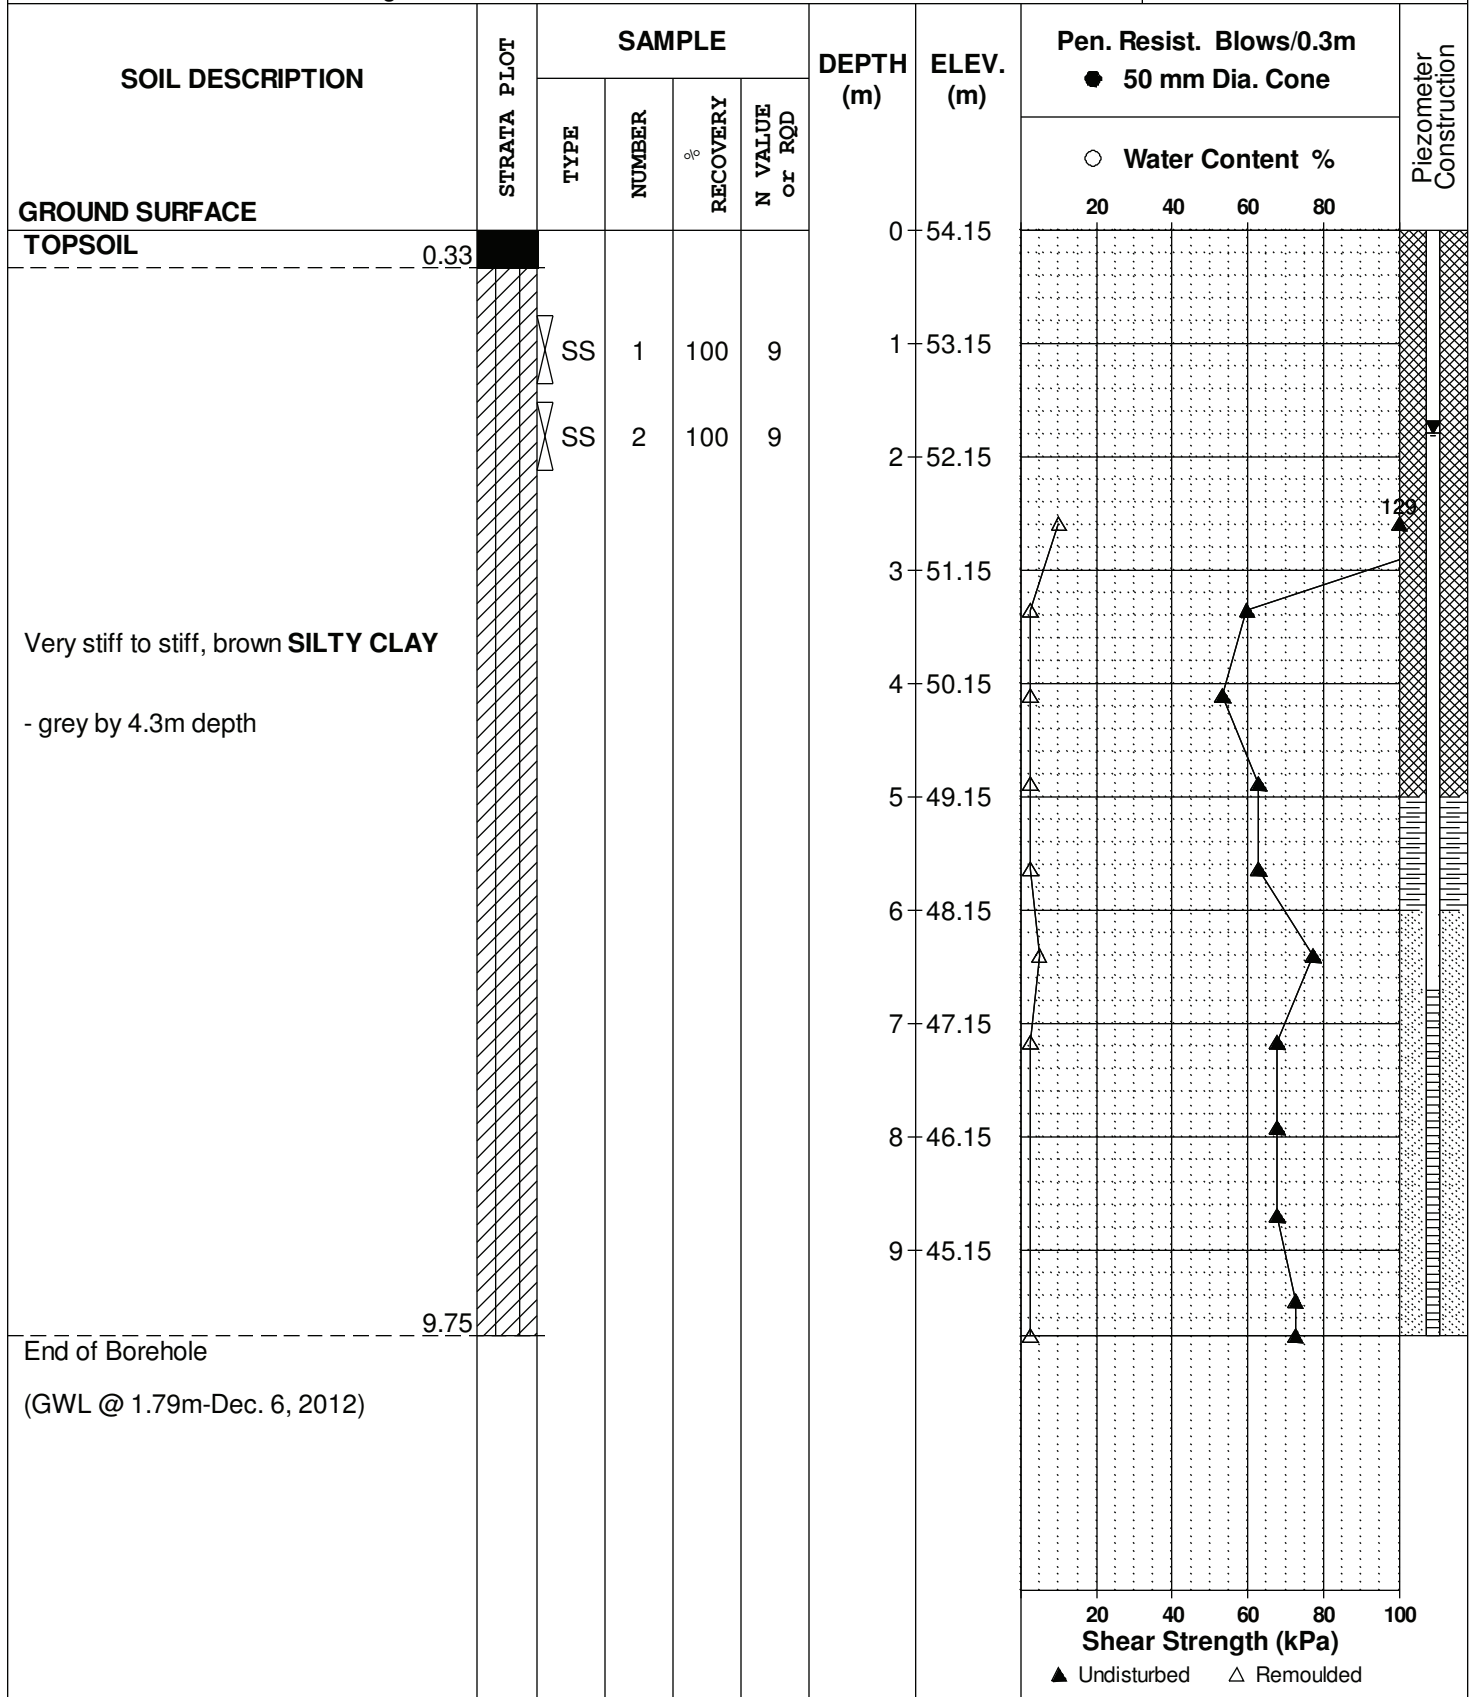 SOIL DESCRIPTION
GROUND SURFACE
STRATA PLOT
SAMPLE
TYPE
NUMBER
% RECOVERY
N VALUE or RQD
DEPTH (m)
ELEV. (m)
Pen. Resist. Blows/0.3m
● 50 mm Dia. Cone
○ Water Content %
20 40 60 80
Piezometer Construction
TOPSOIL 0.33
0 54.15
SS 1 100 9
1 53.15
SS 2 100 9
2 52.15
129
3 51.15
Very stiff to stiff, brown SILTY CLAY
4 50.15
- grey by 4.3m depth
5 49.15
6 48.15
7 47.15
8 46.15
9 45.15
9.75
End of Borehole
(GWL @ 1.79m-Dec. 6, 2012)
20 40 60 80 100
Shear Strength (kPa)
▲ Undisturbed △ Remoulded